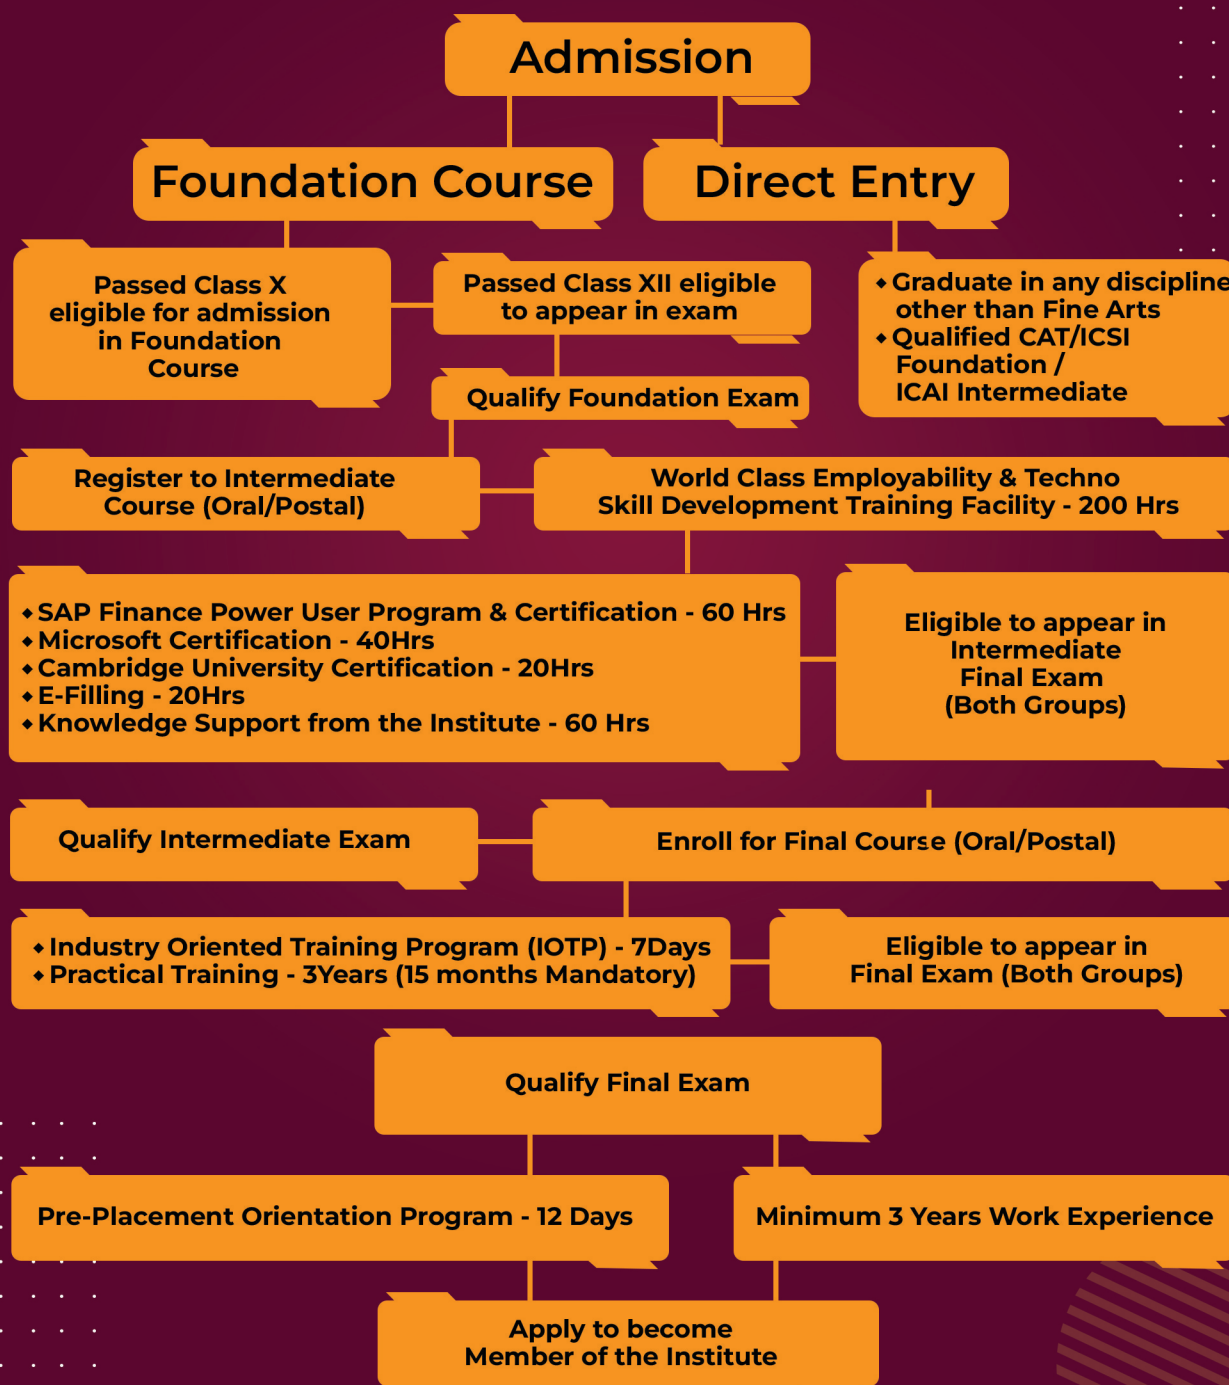 Admission
Foundation Course
Direct Entry
Passed Class X
eligible for admission
in Foundation
Course
Passed Class XII eligible
to appear in exam
◆ Graduate in any discipline
other than Fine Arts
◆ Qualified CAT/ICSI
Foundation /
ICAI Intermediate
Qualify Foundation Exam
Register to Intermediate
Course (Oral/Postal)
World Class Employability & Techno
Skill Development Training Facility - 200 Hrs
◆ SAP Finance Power User Program & Certification - 60 Hrs
◆ Microsoft Certification - 40Hrs
◆ Cambridge University Certification - 20Hrs
◆ E-Filling - 20Hrs
◆ Knowledge Support from the Institute - 60 Hrs
Eligible to appear in
Intermediate
Final Exam
(Both Groups)
Qualify Intermediate Exam
Enroll for Final Course (Oral/Postal)
◆ Industry Oriented Training Program (IOTP) - 7Days
◆ Practical Training - 3Years (15 months Mandatory)
Eligible to appear in
Final Exam (Both Groups)
Qualify Final Exam
Pre-Placement Orientation Program - 12 Days
Minimum 3 Years Work Experience
Apply to become
Member of the Institute